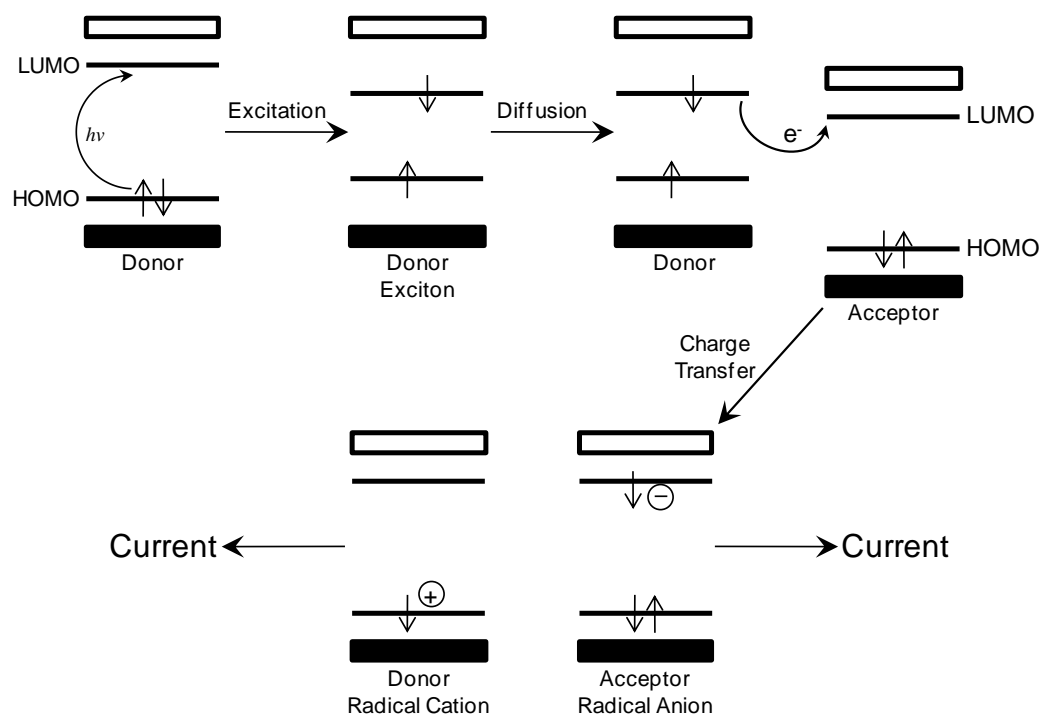 LUMO
hv
HOMO
Donor
Excitation
Donor
Exciton
Diffusion
Donor
e-
LUMO
HOMO
Acceptor
Charge
Transfer
Current
Current
−
+
Donor
Radical Cation
Acceptor
Radical Anion